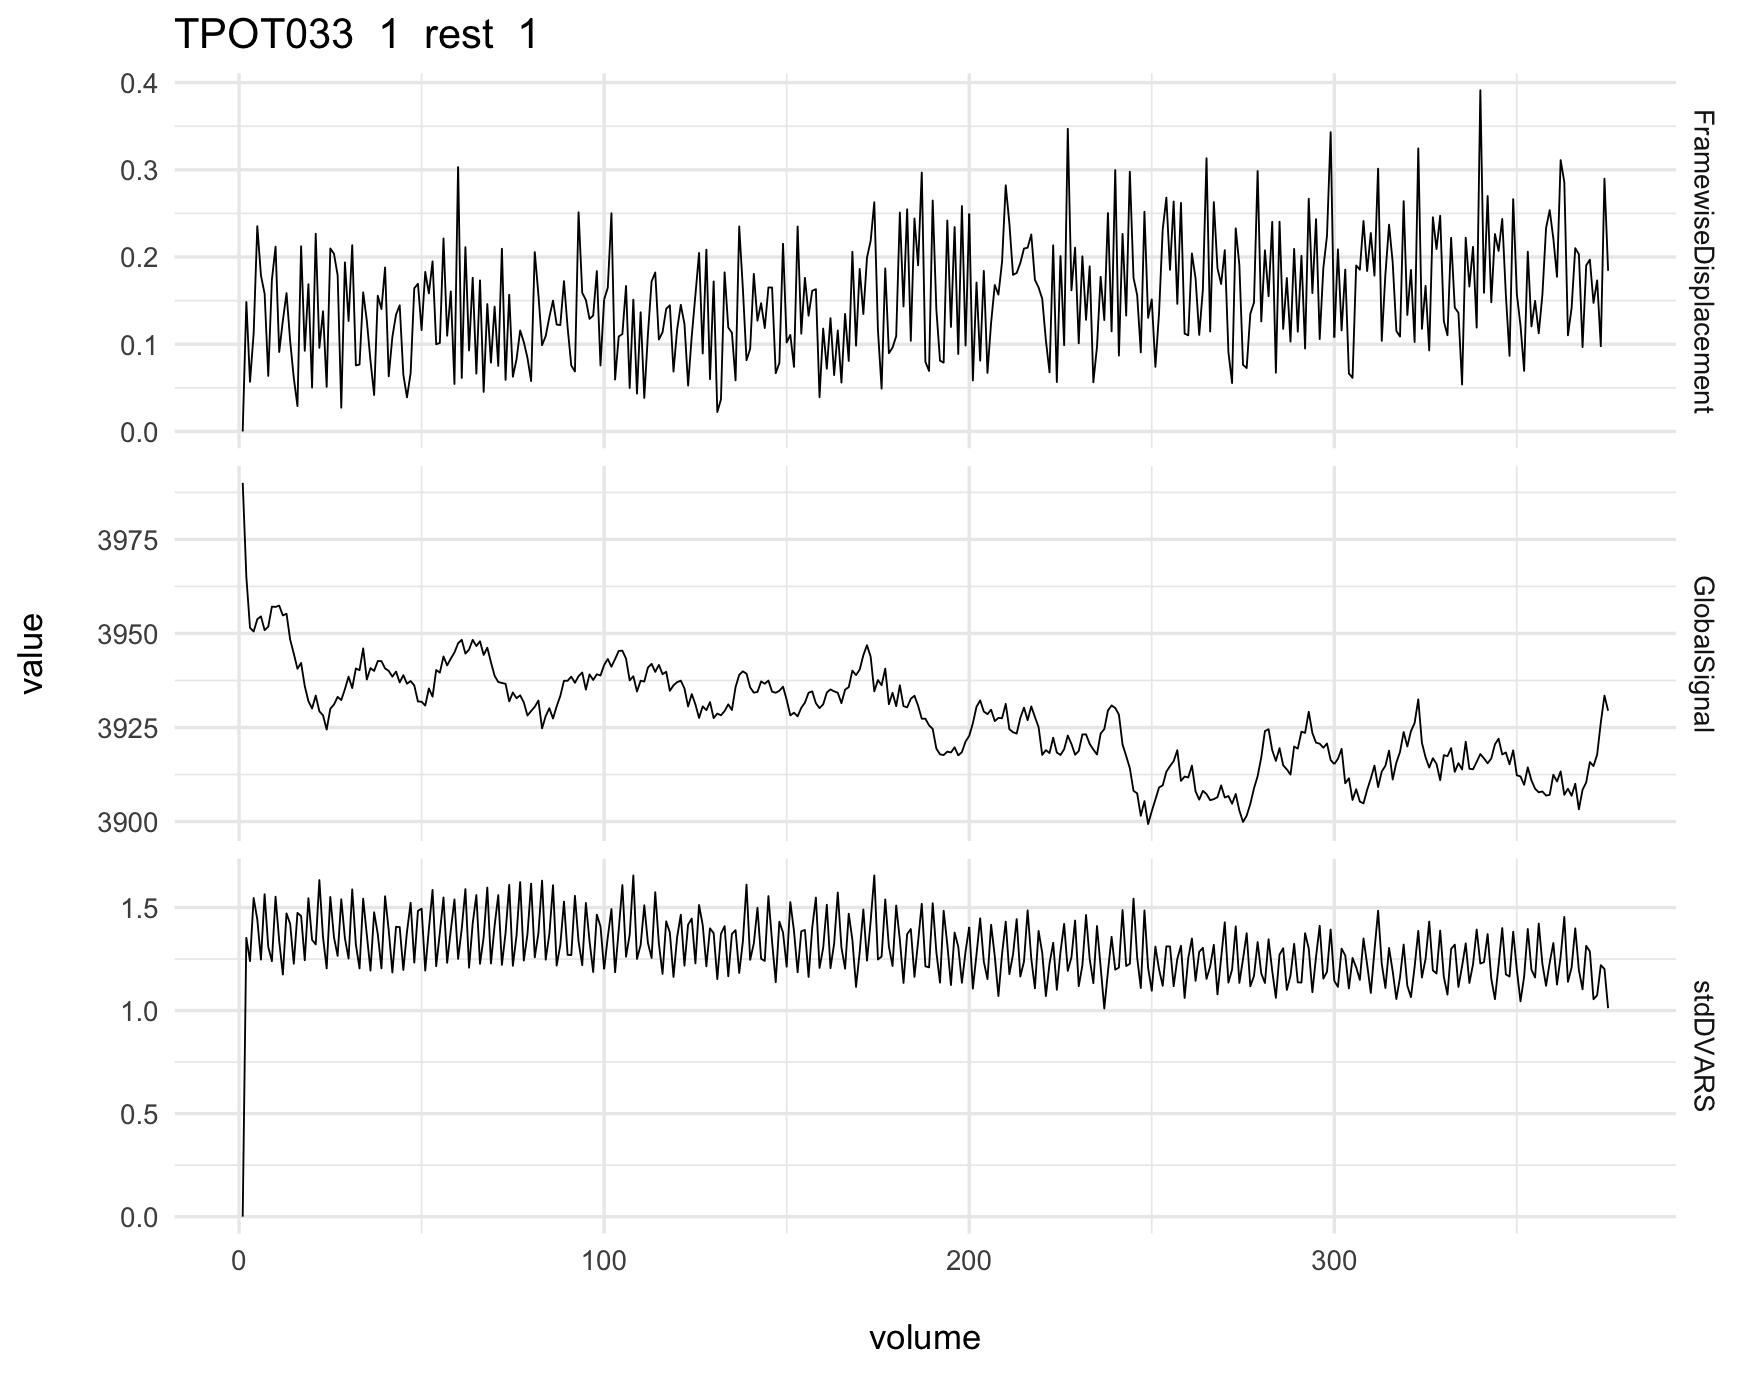 TPOT033 1 rest 1
0.4
0.3
0.2
0.1
0.0
FramewiseDisplacement
3975
3950
3925
3900
GlobalSignal
value
1.5
1.0
0.5
0.0
stdDVARS
0 100 200 300
volume